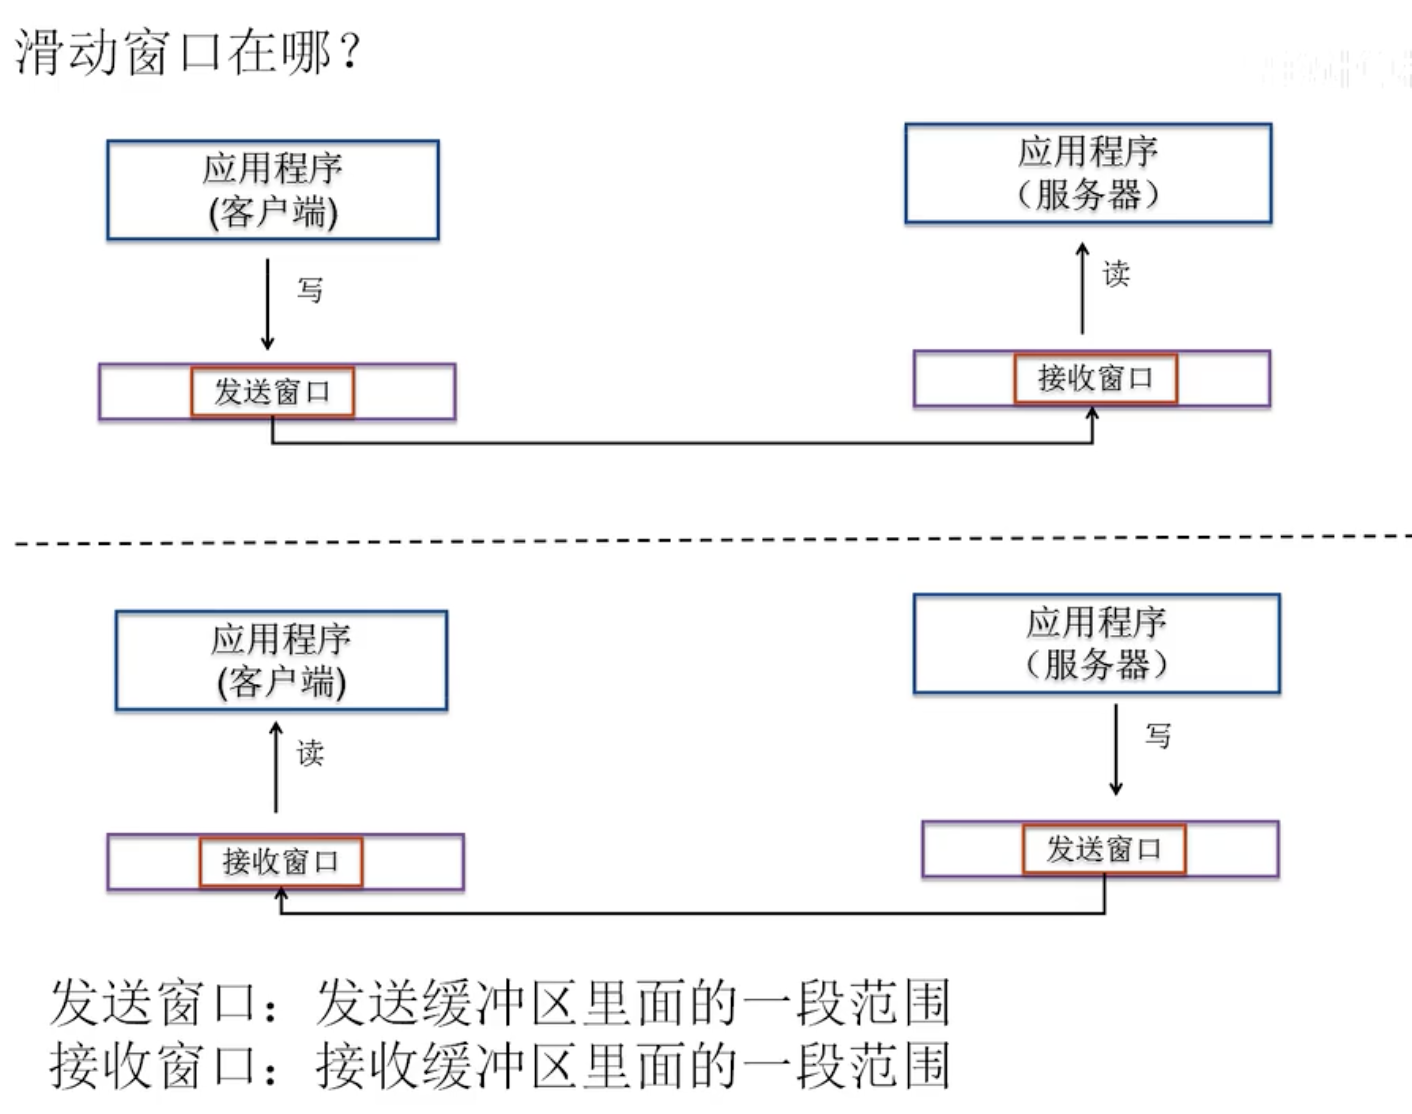 滑动窗口在哪？
应用程序
(客户端)
应用程序
（服务器）
写
读
发送窗口
接收窗口
应用程序
(客户端)
应用程序
（服务器）
读
写
接收窗口
发送窗口
发送窗口：发送缓冲区里面的一段范围
接收窗口：接收缓冲区里面的一段范围